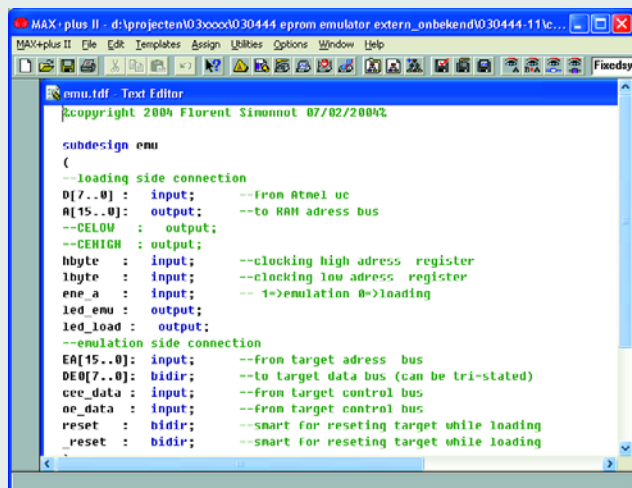 MAX+plus II - d:\projecten\03xxxx\030444 eprom emulator extern_onbekend\030444-11\c...
MAX+plus II File Edit Templates Assign Utilities Options Window Help
Fixedsy
emu.tdf - Text Editor
%copyright 2004 Florent Simonnot 07/02/2004%
subdesign emu
(
--loading side connection
D[7..0] : input; --from Atmel uc
A[15..0]: output; --to RAM adress bus
--CELOW : output;
--CEHIGH : output;
hbyte : input; --clocking high adress register
lbyte : input; --clocking low adress register
ene_a : input; -- 1=>emulation 0=>loading
led_emu : output;
led_load : output;
--emulation side connection
EA[15..0]: input; --from target adress bus
DE0[7..0]: bidir; --to target data bus (can be tri-stated)
cee_data : input; --from target control bus
oe_data : input; --from target control bus
reset : bidir; --smart for reseting target while loading
_reset : bidir; --smart for reseting target while loading